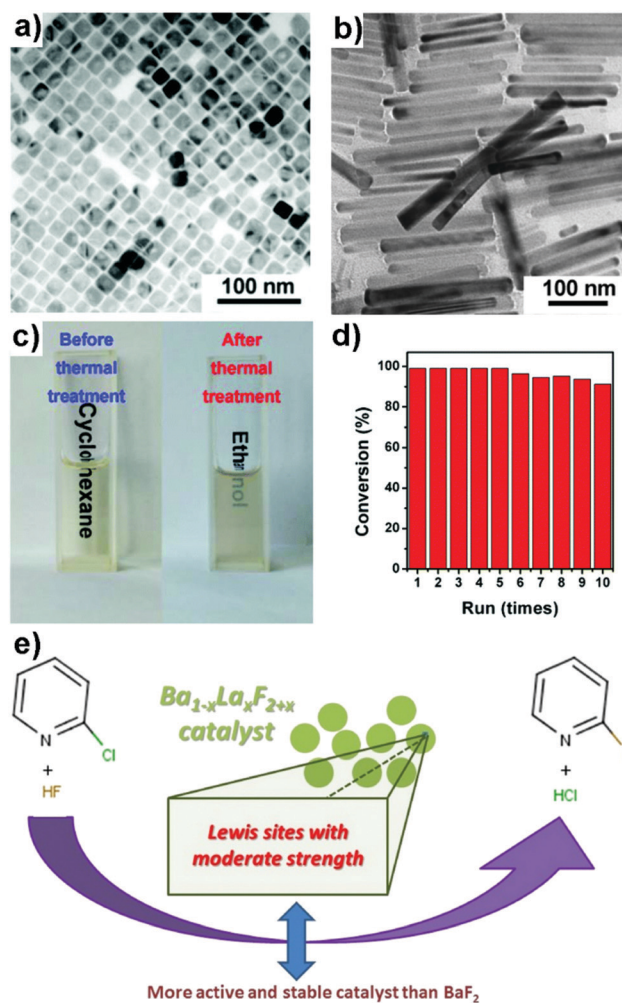 a)
100 nm
b)
100 nm
c)
Before
thermal
treatment
After
thermal
treatment
Cyclohexane
Ethanol
d)
Conversion (%)
100
80
60
40
20
0
1 2 3 4 5 6 7 8 9 10
Run (times)
e)
N
Cl
+
HF
Ba1-xLaxF2+x
catalyst
Lewis sites with
moderate strength
N
+
HCl
More active and stable catalyst than BaF2